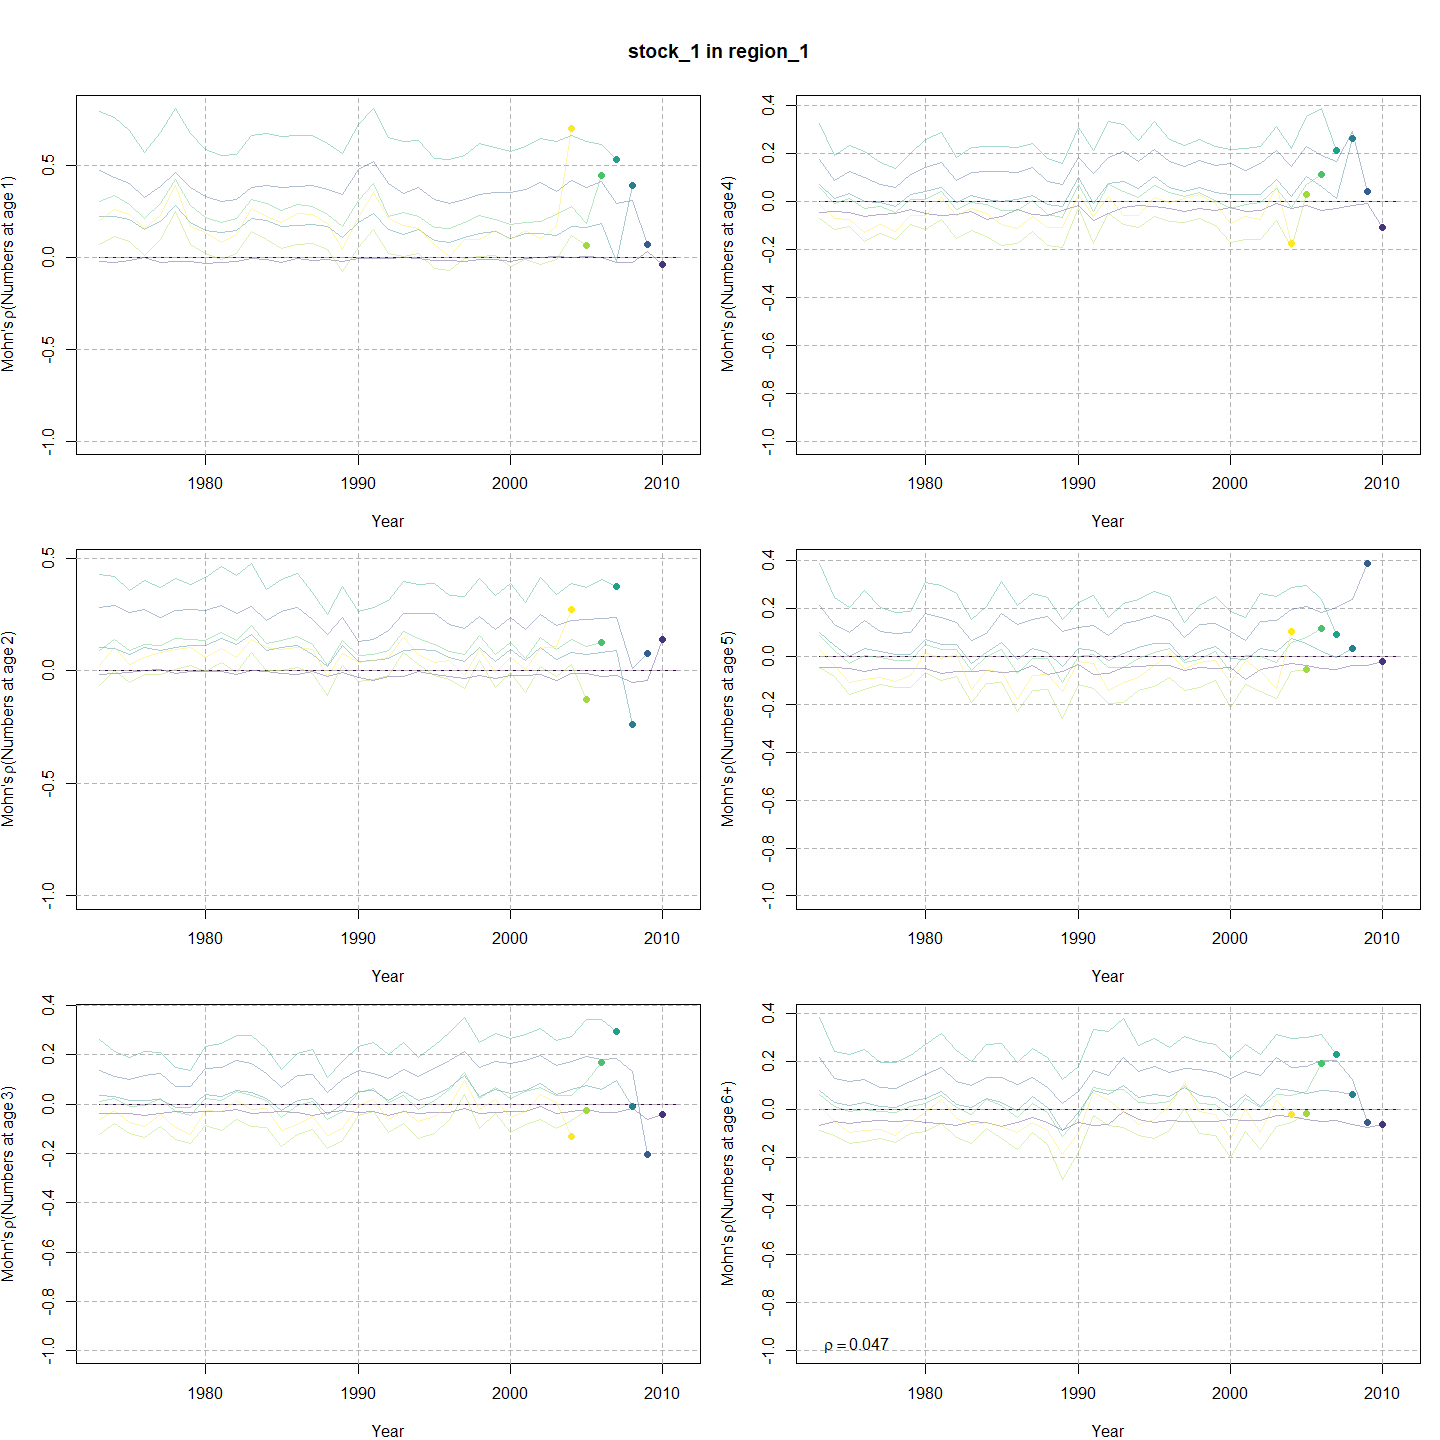 stock_1 in region_1
Mohn's ρ(Numbers at age 1)
0.5
0.0
-0.5
-1.0
1980 1990 2000 2010
Year
Mohn's ρ(Numbers at age 4)
0.4
0.2
0.0
-0.2
-0.4
-0.6
-0.8
-1.0
1980 1990 2000 2010
Year
Mohn's ρ(Numbers at age 2)
0.5
0.0
-0.5
-1.0
1980 1990 2000 2010
Year
Mohn's ρ(Numbers at age 5)
0.4
0.2
0.0
-0.2
-0.4
-0.6
-0.8
-1.0
1980 1990 2000 2010
Year
Mohn's ρ(Numbers at age 3)
0.4
0.2
0.0
-0.2
-0.4
-0.6
-0.8
-1.0
1980 1990 2000 2010
Year
Mohn's ρ(Numbers at age 6+)
0.4
0.2
0.0
-0.2
-0.4
-0.6
-0.8
-1.0
ρ = 0.047
1980 1990 2000 2010
Year